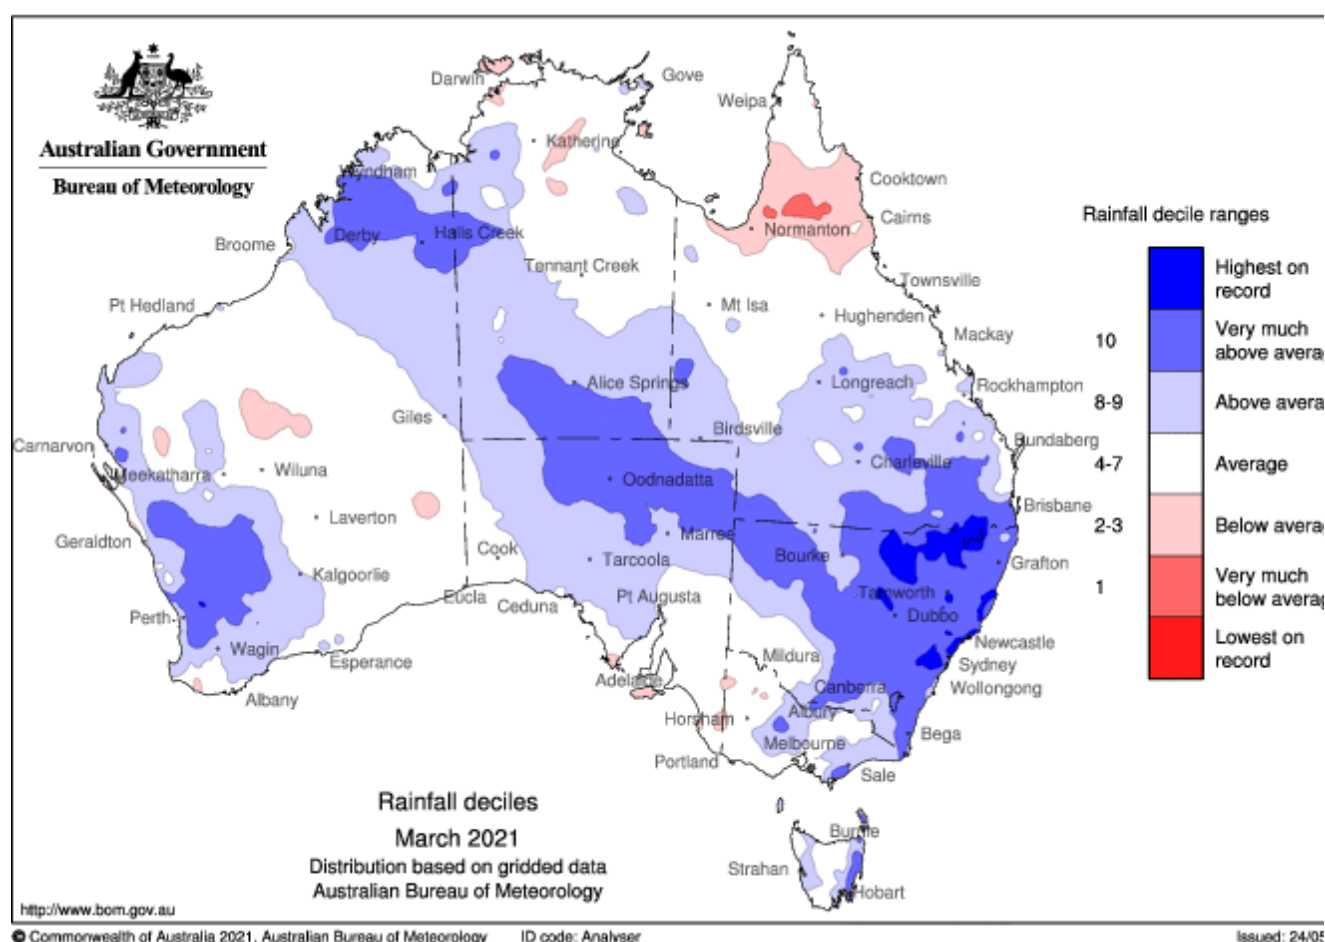 Australian Government
Bureau of Meteorology
Darwin
Gove
Weipa
Katherine
Wyndham
Cooktown
Cairns
Derby
Halls Creek
Normanton
Broome
Tennant Creek
Townsville
Pt Hedland
Mt Isa
Hughenden
Mackay
Alice Springs
Longreach
Rockhampton
Giles
Birdsville
Carnarvon
Bundaberg
Meekatharra
Wiluna
Charleville
Oodnadatta
Laverton
Brisbane
Geraldton
Marree
Cook
Tarcoola
Bourke
Grafton
Kalgoorlie
Eucla
Ceduna
Pt Augusta
Tamworth
Perth
Dubbo
Wagin
Newcastle
Esperance
Mildura
Sydney
Adelaide
Canberra
Wollongong
Albany
Albury
Horsham
Bega
Melbourne
Portland
Sale
Burnie
Strahan
Hobart
Rainfall decile ranges
Highest on
record
10
Very much
above averag
8-9
Above averag
4-7
Average
2-3
Below averag
1
Very much
below averag
Lowest on
record
Rainfall deciles
March 2021
Distribution based on gridded data
Australian Bureau of Meteorology
http://www.bom.gov.au
© Commonwealth of Australia 2021, Australian Bureau of Meteorology ID code: Analyser Issued: 24/05